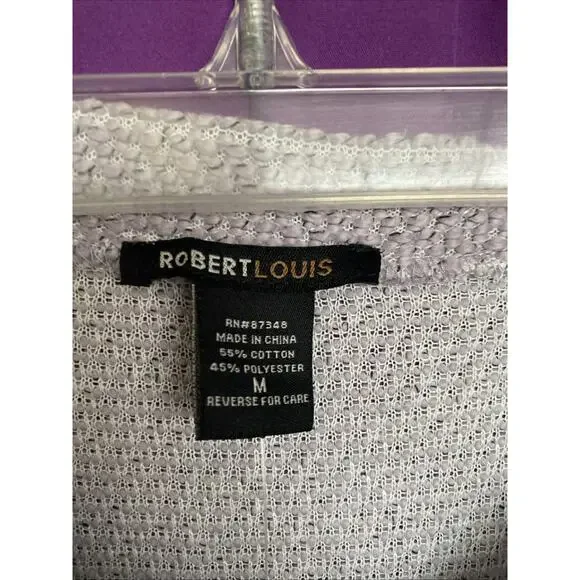 ROBERTLOUIS
RN#87348
MADE IN CHINA
55% COTTON
45% POLYESTER
M
REVERSE FOR CARE